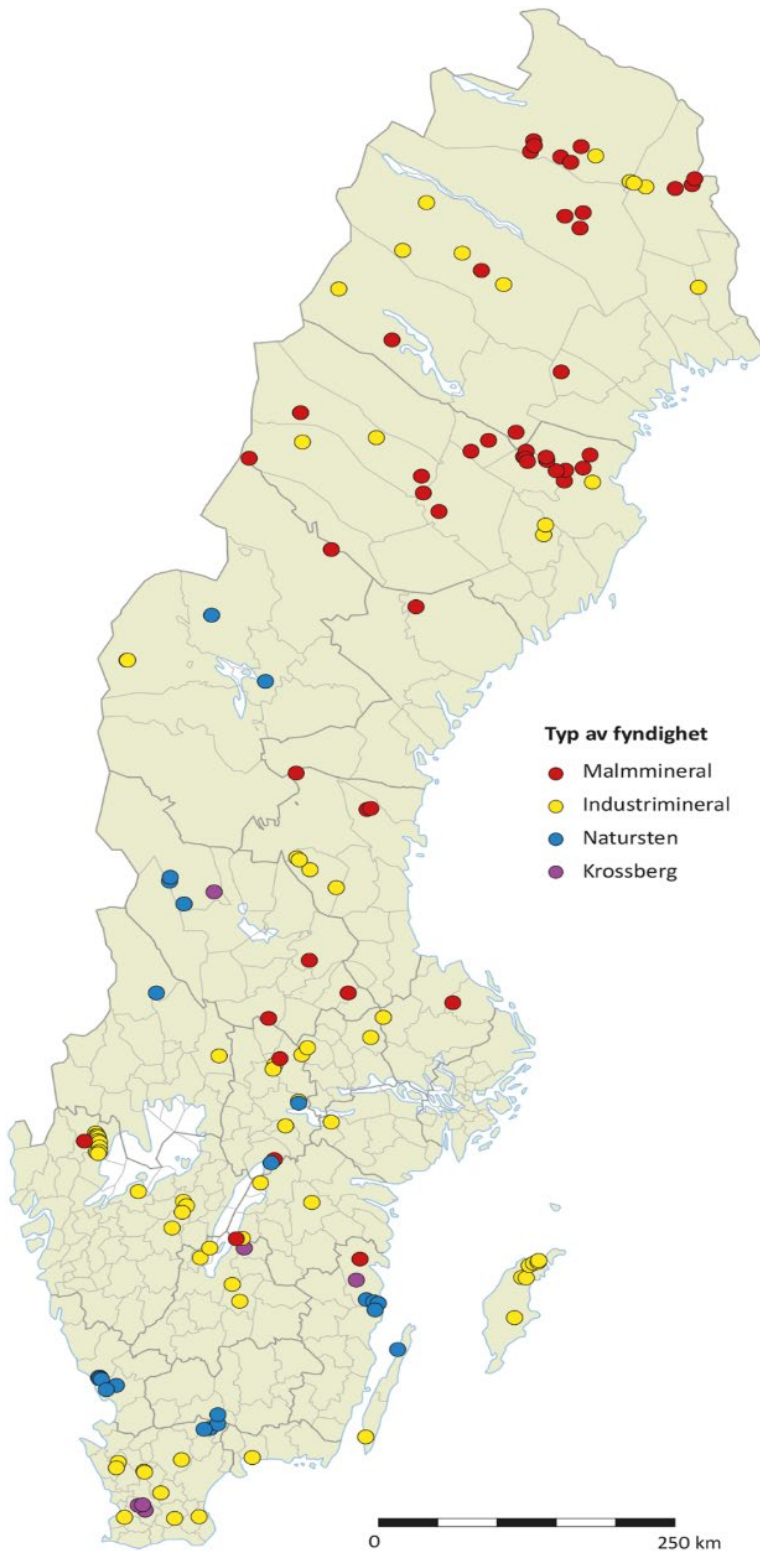 Typ av fyndighet
Malmmineral
Industrimineral
Natursten
Krossberg
0
250 km